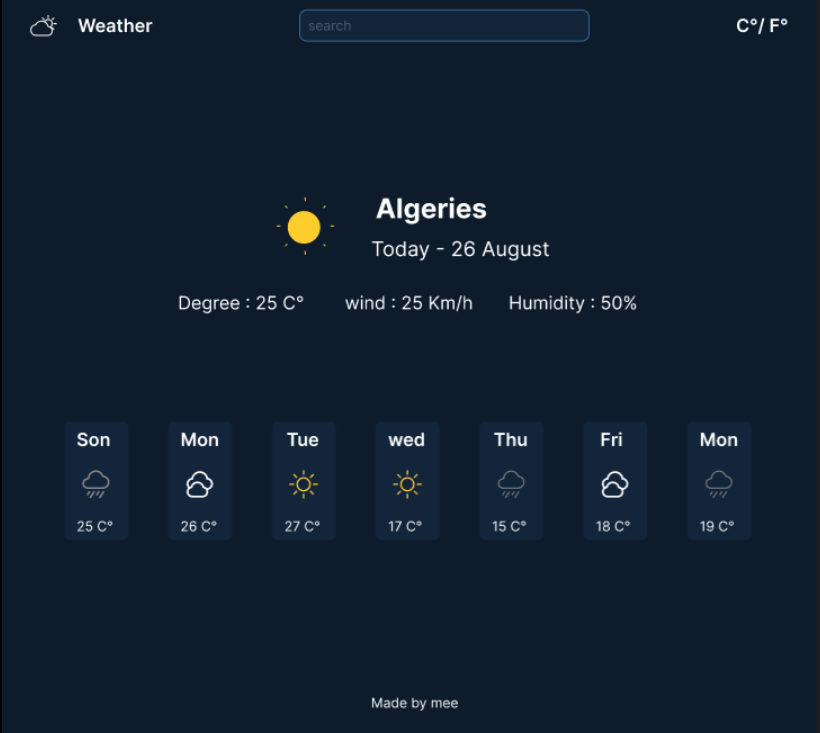 Weather search C°/ F°
Algeries
Today - 26 August
Degree : 25 C° wind : 25 Km/h Humidity : 50%
Son Mon Tue wed Thu Fri Mon
25 C° 26 C° 27 C° 17 C° 15 C° 18 C° 19 C°
Made by mee